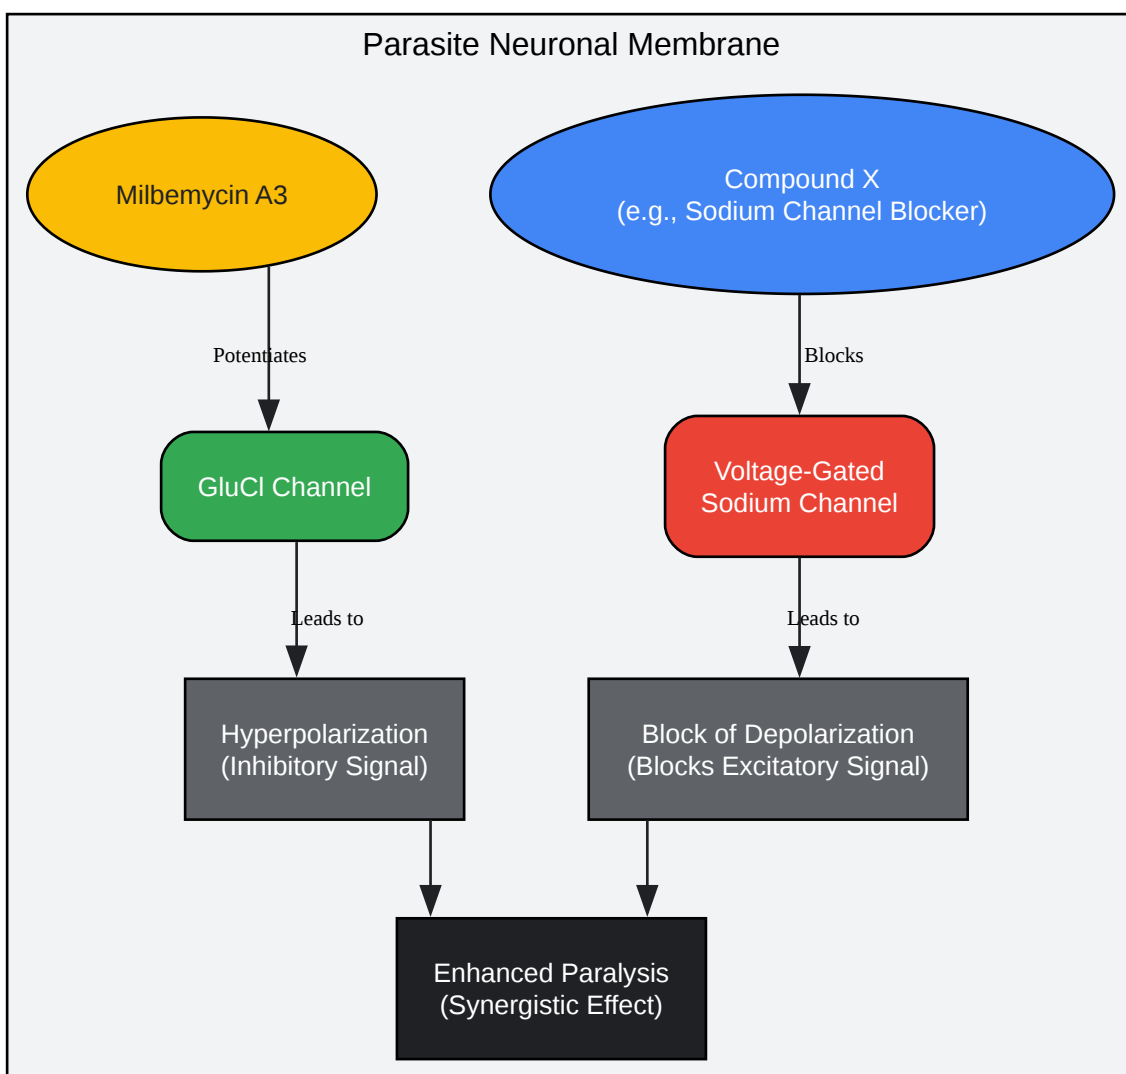 Parasite Neuronal Membrane
Milbemycin A3
Compound X
(e.g., Sodium Channel Blocker)
Potentiates
Blocks
GluCl Channel
Voltage-Gated
Sodium Channel
Leads to
Leads to
Hyperpolarization
(Inhibitory Signal)
Block of Depolarization
(Blocks Excitatory Signal)
Enhanced Paralysis
(Synergistic Effect)